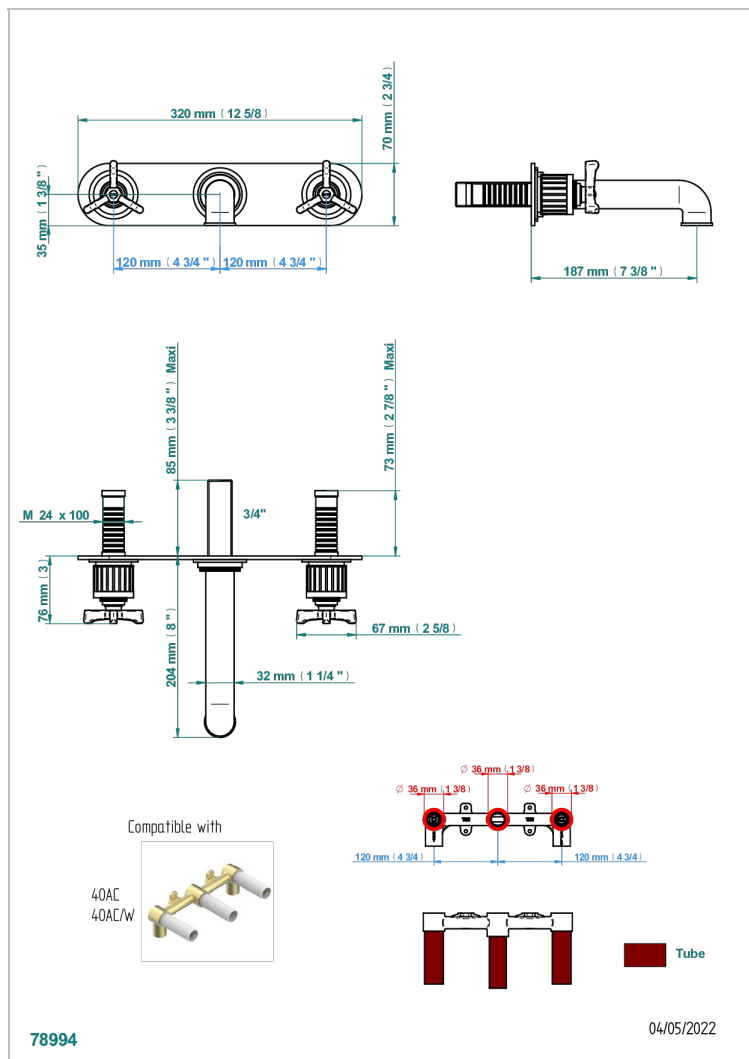 320 mm ( 12 5/8 )
70 mm ( 2 3/4 )
35 mm ( 1 3/8 ")
120 mm ( 4 3/4 " )
120 mm ( 4 3/4 " )
187 mm ( 7 3/8 " )
85 mm ( 3 3/8 " ) Maxi
73 mm ( 2 7/8 " ) Maxi
M 24 x 100
3/4"
76 mm ( 3 )
204 mm ( 8 " )
67 mm ( 2 5/8 )
32 mm ( 1 1/4 " )
Ø 36 mm ( 1 3/8 )
Ø 36 mm ( 1 3/8 )
Ø 36 mm ( 1 3/8 )
120 mm ( 4 3/4 )
120 mm ( 4 3/4 )
Compatible with
40AC
40AC/W
Tube
78994
04/05/2022